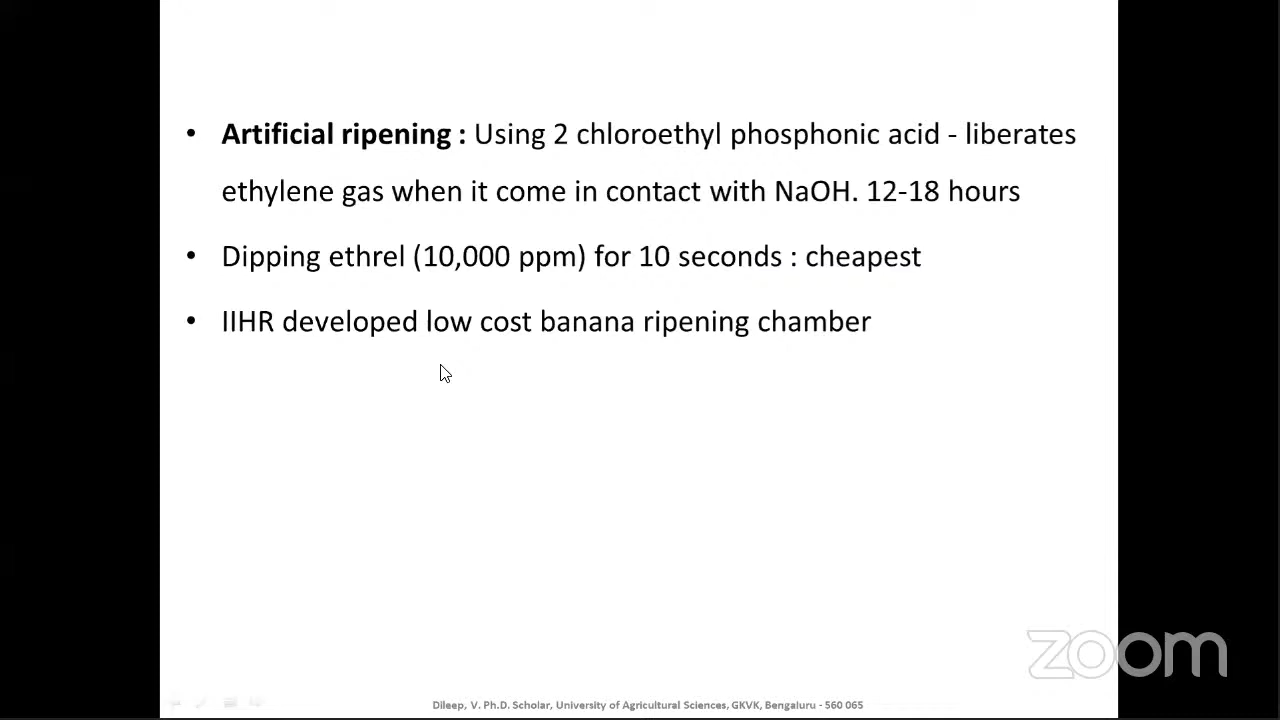 • Artificial ripening : Using 2 chloroethyl phosphonic acid - liberates
ethylene gas when it come in contact with NaOH. 12-18 hours
• Dipping ethrel (10,000 ppm) for 10 seconds : cheapest
• IIHR developed low cost banana ripening chamber
zoom
Dileep, V. Ph.D. Scholar, University of Agricultural Sciences, GKVK, Bengaluru - 560 065